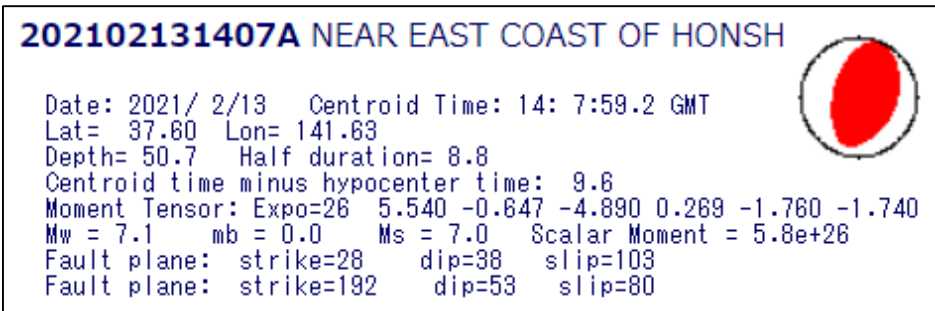 202102131407A NEAR EAST COAST OF HONSH
Date: 2021/ 2/13 Centroid Time: 14: 7:59.2 GMT
Lat= 37.60 Lon= 141.63
Depth= 50.7 Half duration= 8.8
Centroid time minus hypocenter time: 9.6
Moment Tensor: Expo=26 5.540 -0.647 -4.890 0.269 -1.760 -1.740
Mw = 7.1 mb = 0.0 Ms = 7.0 Scalar Moment = 5.8e+26
Fault plane: strike=28 dip=38 slip=103
Fault plane: strike=192 dip=53 slip=80